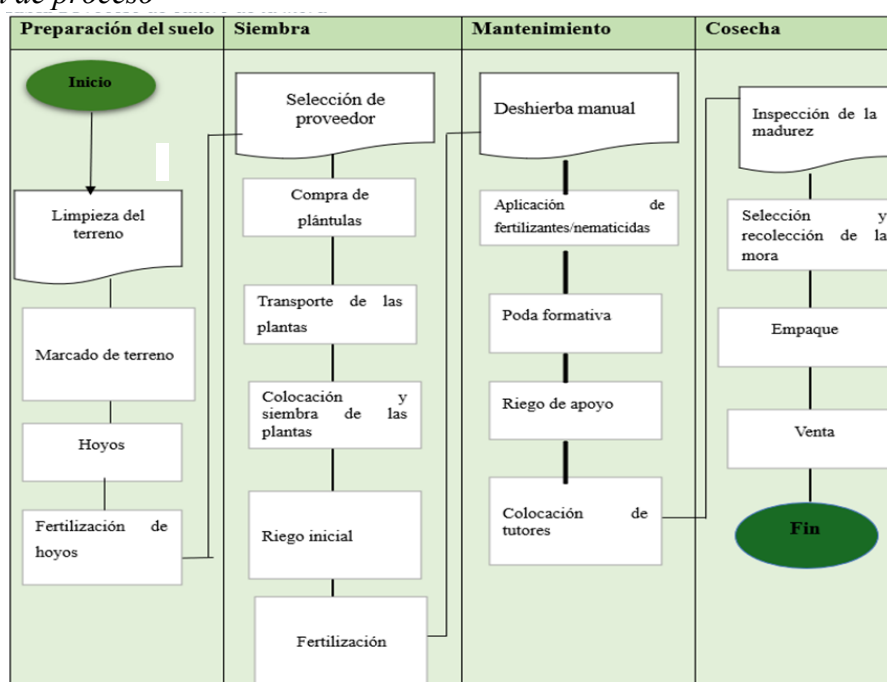 de proceso
Preparación del suelo
Inicio
Limpieza del
terreno
Marcado de terreno
Hoyos
Fertilización de
hoyos
Siembra
Selección de
proveedor
Compra de
plántulas
Transporte de las
plantas
Colocación y
siembra de las
plantas
Riego inicial
Fertilización
Mantenimiento
Deshierba manual
Aplicación de
fertilizantes/nematicidas
Poda formativa
Riego de apoyo
Colocación de
tutores
Cosecha
Inspección de la
madurez
Selección y
recolección de la
mora
Empaque
Venta
Fin